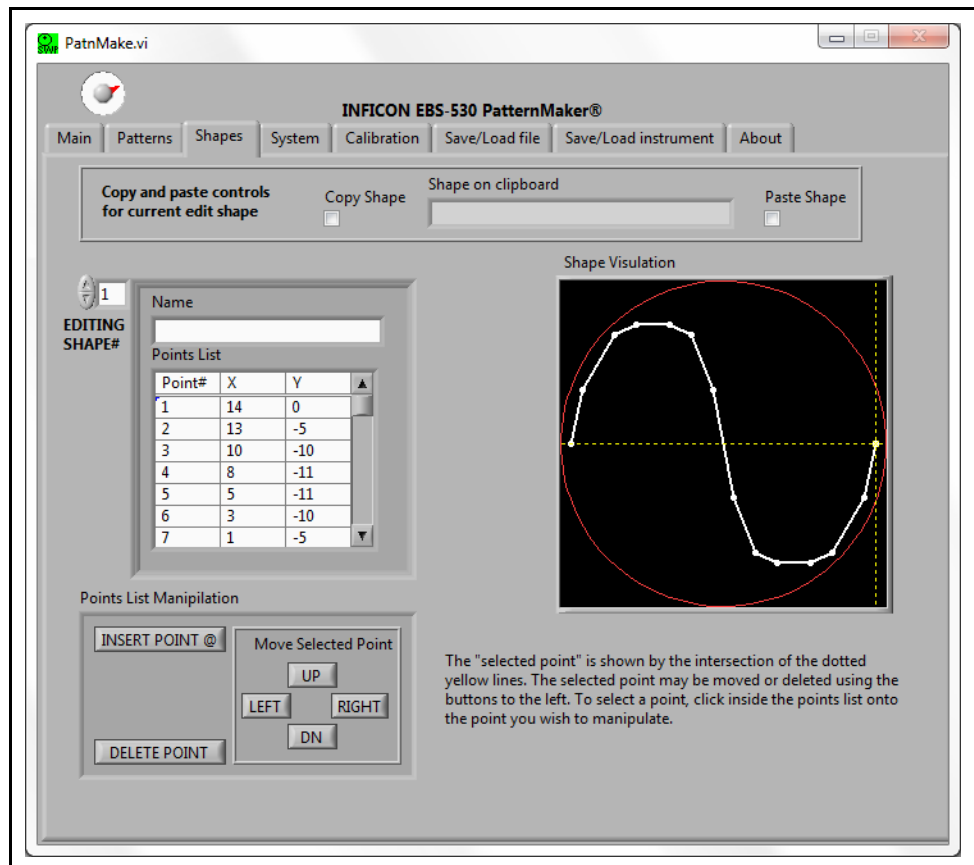 PatnMake.vi
INFICON EBS-530 PatternMaker®
Main Patterns Shapes System Calibration Save/Load file Save/Load instrument About
Copy and paste controls
for current edit shape
Copy Shape
Shape on clipboard
Paste Shape
1
EDITING
SHAPE#
Name
Points List
Point# X Y
1 14 0
2 13 -5
3 10 -10
4 8 -11
5 5 -11
6 3 -10
7 1 -5
Shape Visulation
Points List Manipilation
INSERT POINT @
DELETE POINT
Move Selected Point
UP
LEFT RIGHT
DN
The "selected point" is shown by the intersection of the dotted
yellow lines. The selected point may be moved or deleted using the
buttons to the left. To select a point, click inside the points list onto
the point you wish to manipulate.